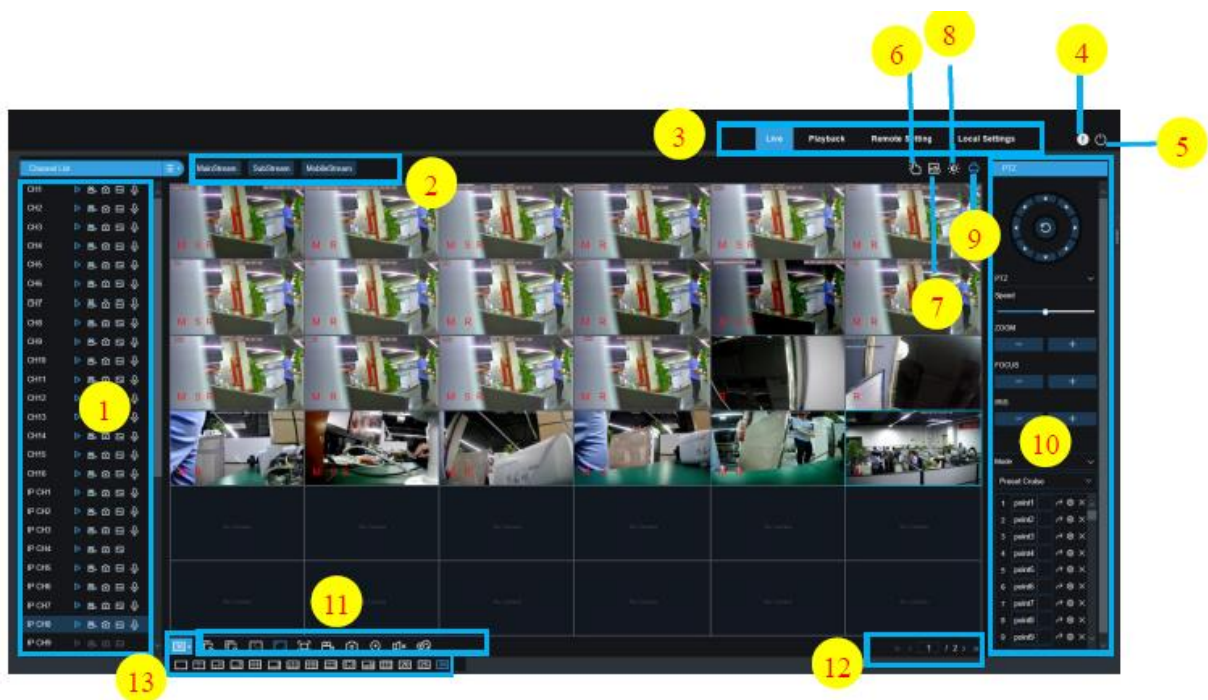 8
6
4
3
5
Live Playback Remote Setting Local Settings
Channel List
MainStream SubStream MobileStream
PTZ
2
9
7
CH1
CH2
CH3
CH4
CH5
CH6
CH7
CH8
CH9
CH10
CH11
CH12
CH13
CH14
CH15
CH16
IP CH1
IP CH2
IP CH3
IP CH4
IP CH5
IP CH6
IP CH7
IP CH8
IP CH9
1
M S R
M R
M R
M R
M S R
M R
M S R
M R
M R
M R
M S R
M R
M R
M R
M R
M R
R
R
PTZ
Speed
ZOOM
FOCUS
IRIS
10
Mode
Preset Cruise
1 point1
2 point2
3 point3
4 point4
5 point5
6 point6
7 point7
8 point8
9 point9
11
12
1 / 2
13